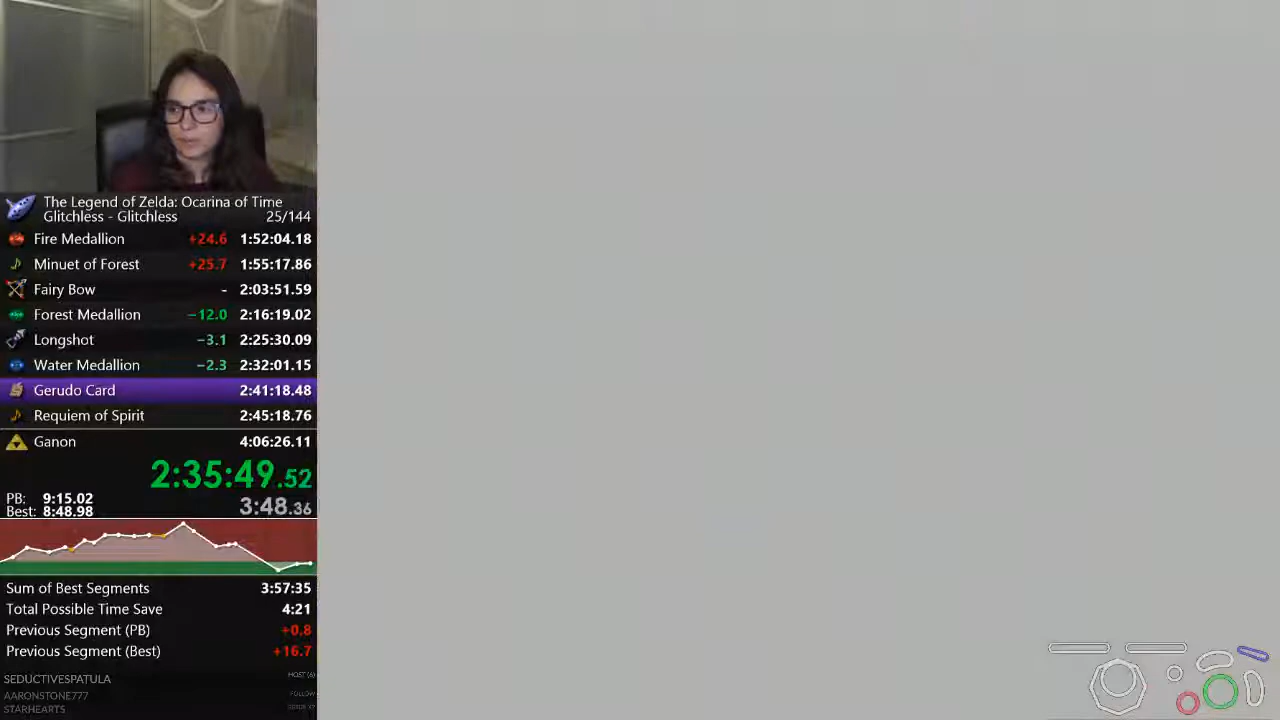 The Legend of Zelda: Ocarina of Time
Glitchless - Glitchless 25/144
Fire Medallion +24.6 1:52:04.18
Minuet of Forest +25.7 1:55:17.86
Fairy Bow - 2:03:51.59
Forest Medallion −12.0 2:16:19.02
Longshot −3.1 2:25:30.09
Water Medallion −2.3 2:32:01.15
Gerudo Card 2:41:18.48
Requiem of Spirit 2:45:18.76
Ganon 4:06:26.11
2:35:49.52
PB: 9:15.02
Best: 8:48.98
3:48.36
Sum of Best Segments 3:57:35
Total Possible Time Save 4:21
Previous Segment (PB) +0.8
Previous Segment (Best) +16.7
SEDUCTIVESPATULA HOST (6)
AARONSTONE777 FOLLOW
STARHEARTS